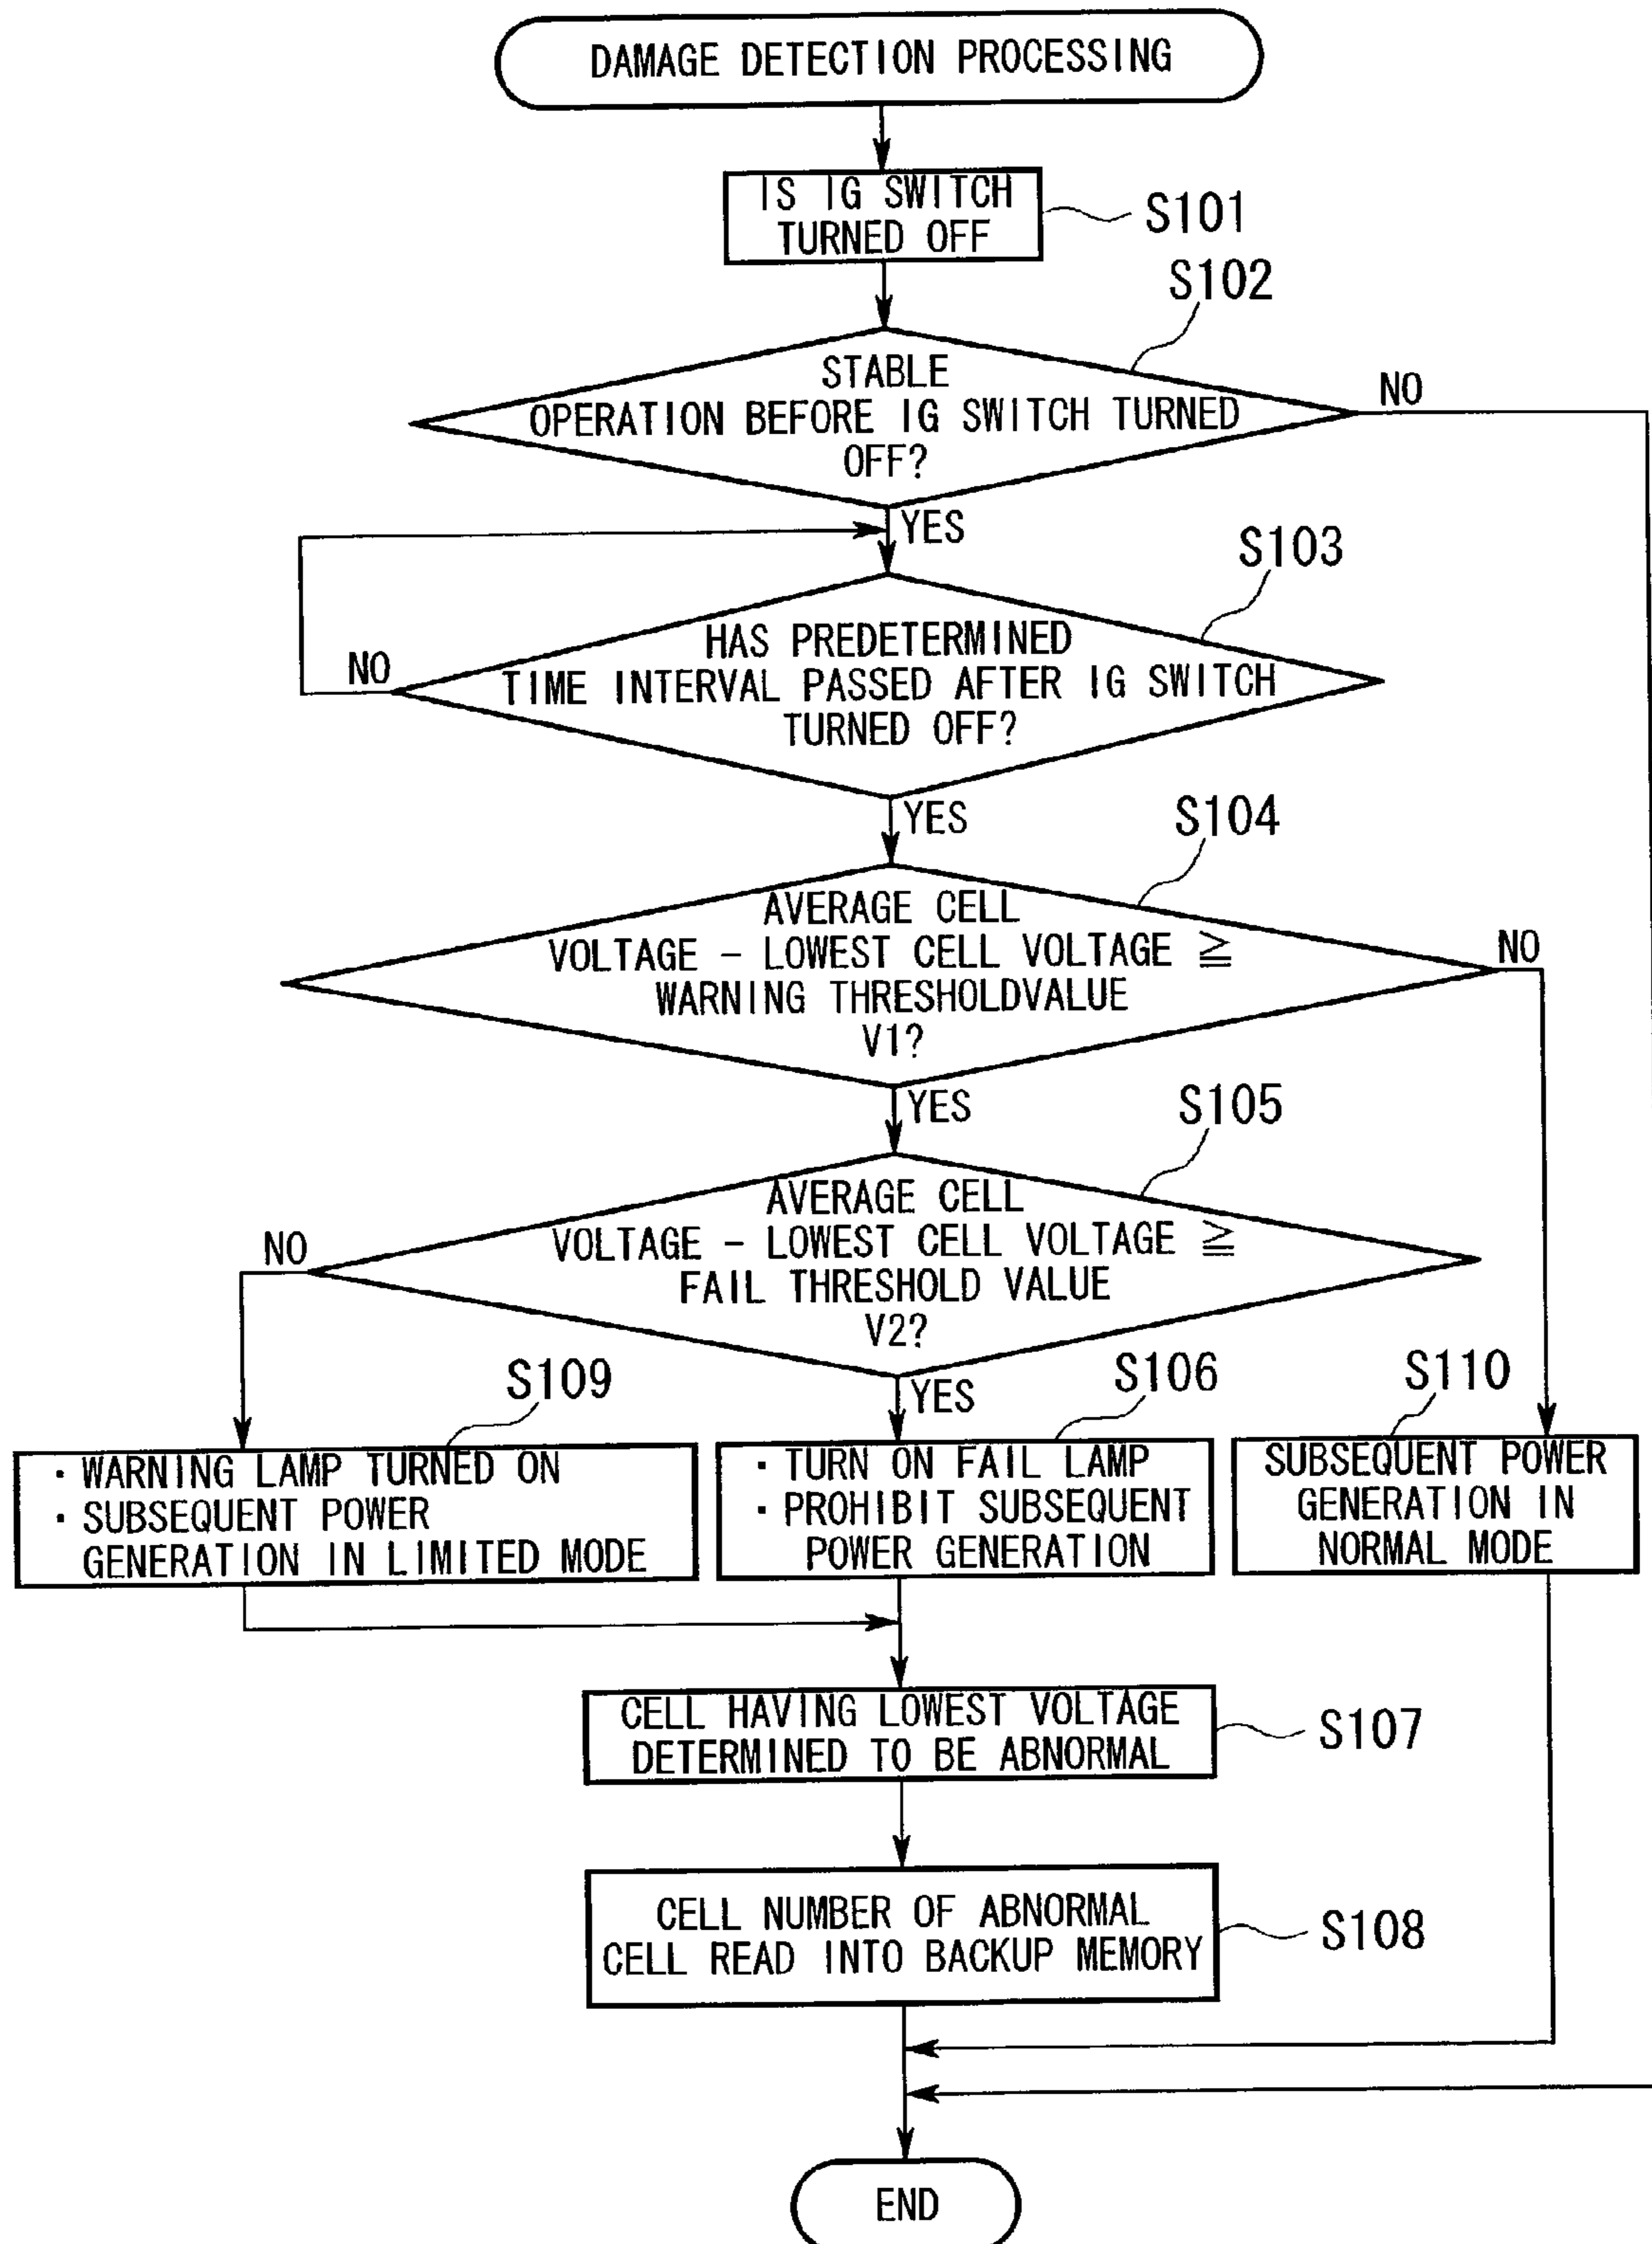 DAMAGE DETECTION PROCESSING
IS IG SWITCH
TURNED OFF
S101
S102
STABLE
OPERATION BEFORE IG SWITCH TURNED
OFF?
NO
YES
S103
HAS PREDETERMINED
TIME INTERVAL PASSED AFTER IG SWITCH
TURNED OFF?
NO
YES
S104
AVERAGE CELL
VOLTAGE - LOWEST CELL VOLTAGE ≧
WARNING THRESHOLDVALUE
V1?
NO
YES
S105
AVERAGE CELL
VOLTAGE - LOWEST CELL VOLTAGE ≧
FAIL THRESHOLD VALUE
V2?
NO
YES
S109
· WARNING LAMP TURNED ON
· SUBSEQUENT POWER
GENERATION IN LIMITED MODE
S106
· TURN ON FAIL LAMP
· PROHIBIT SUBSEQUENT
POWER GENERATION
S110
SUBSEQUENT POWER
GENERATION IN
NORMAL MODE
CELL HAVING LOWEST VOLTAGE
DETERMINED TO BE ABNORMAL
S107
CELL NUMBER OF ABNORMAL
CELL READ INTO BACKUP MEMORY
S108
END